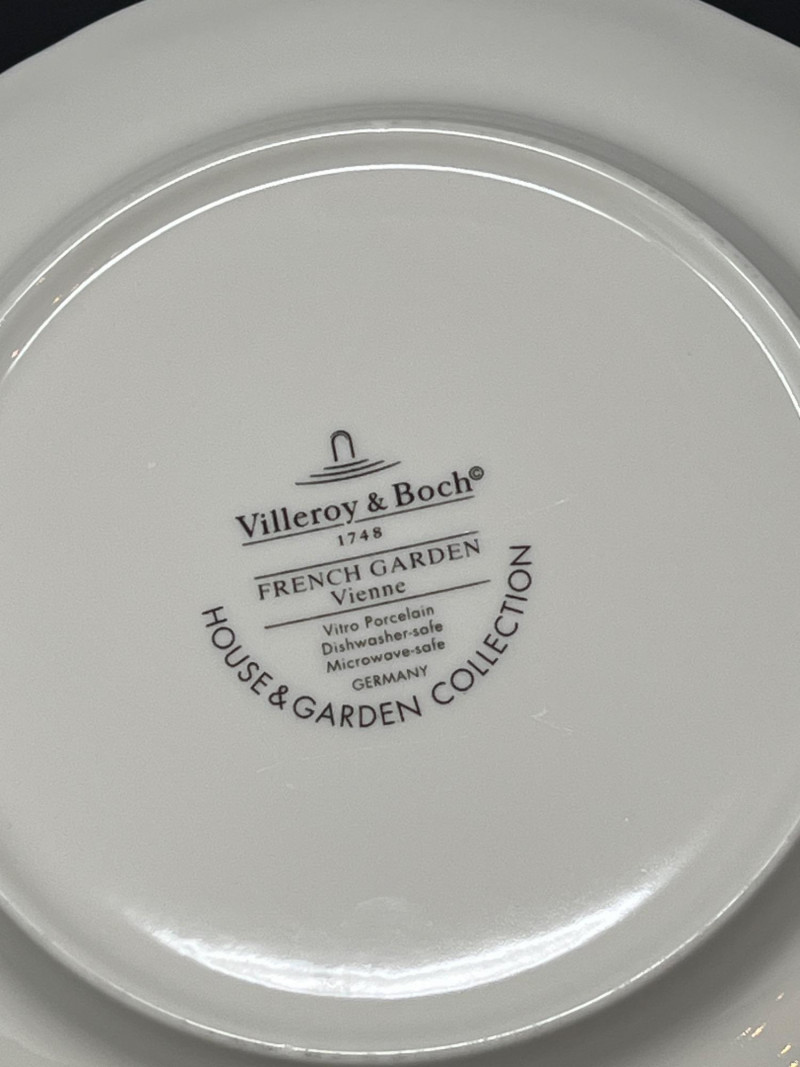 Villeroy & Boch©
1748
FRENCH GARDEN
Vienne
Vitro Porcelain
Dishwasher-safe
Microwave-safe
GERMANY
HOUSE & GARDEN COLLECTION